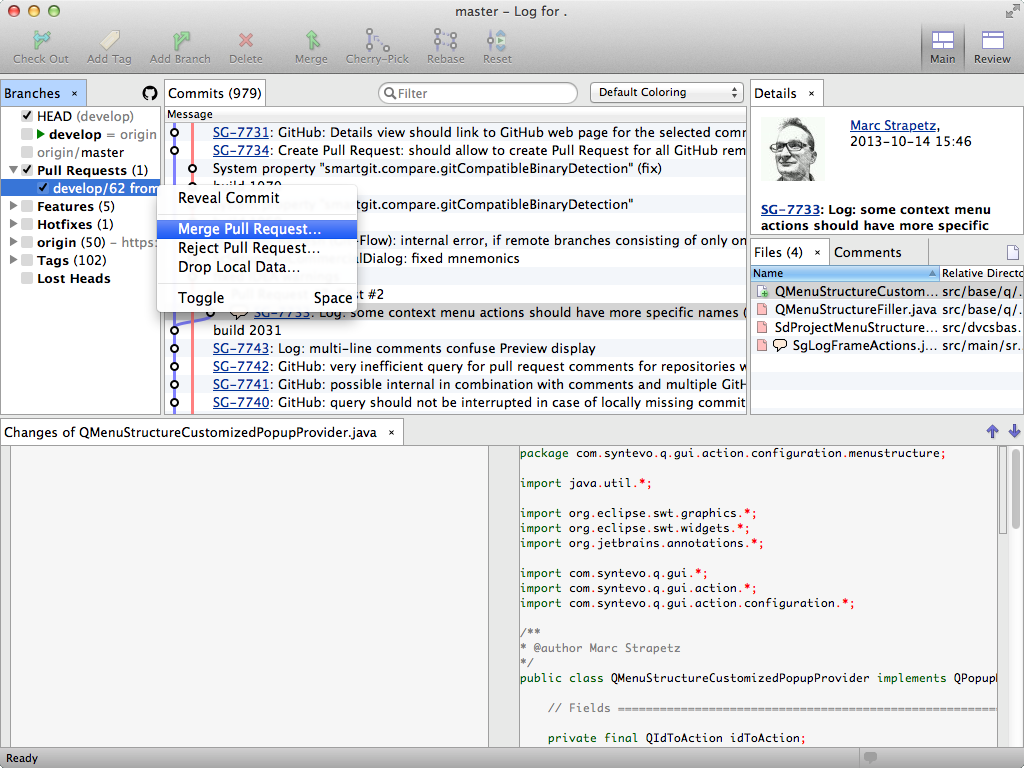 master – Log for .
Check Out Add Tag Add Branch Delete Merge Cherry-Pick Rebase Reset Main Review
Branches × Commits (979) Filter Default Coloring Details ×
HEAD (develop)
develop = origin
origin/master
Pull Requests (1)
develop/62 from
Features (5)
Hotfixes (1)
origin (50) – https:
Tags (102)
Lost Heads
Message
SG-7731: GitHub: Details view should link to GitHub web page for the selected comm
SG-7734: Create Pull Request: should allow to create Pull Request for all GitHub rem
System property "smartgit.compare.gitCompatibleBinaryDetection" (fix)
"smartgit.compare.gitCompatibleBinaryDetection"
Flow): internal error, if remote branches consisting of only on
Dialog: fixed mnemonics
#2
SG-7733: Log: some context menu actions should have more specific names (
build 2031
SG-7743: Log: multi-line comments confuse Preview display
SG-7742: GitHub: very inefficient query for pull request comments for repositories w
SG-7741: GitHub: possible internal in combination with comments and multiple GitH
SG-7740: GitHub: query should not be interrupted in case of locally missing commit
Reveal Commit
Merge Pull Request...
Reject Pull Request...
Drop Local Data...
Toggle Space
Marc Strapetz,
2013-10-14 15:46
SG-7733: Log: some context menu
actions should have more specific
Files (4) × Comments
Name Relative Directo
QMenuStructureCustom... src/base/q/.
QMenuStructureFiller.java src/base/q/.
SdProjectMenuStructure... src/dvcsbas.
SgLogFrameActions.j... src/main/sr.
Changes of QMenuStructureCustomizedPopupProvider.java ×
package com.syntevo.q.gui.action.configuration.menustructure;
import java.util.*;
import org.eclipse.swt.graphics.*;
import org.eclipse.swt.widgets.*;
import org.jetbrains.annotations.*;
import com.syntevo.q.gui.*;
import com.syntevo.q.gui.action.*;
import com.syntevo.q.gui.action.configuration.*;
/**
* @author Marc Strapetz
*/
public class QMenuStructureCustomizedPopupProvider implements QPopup
// Fields ======================================================
private final QIdToAction idToAction;
Ready